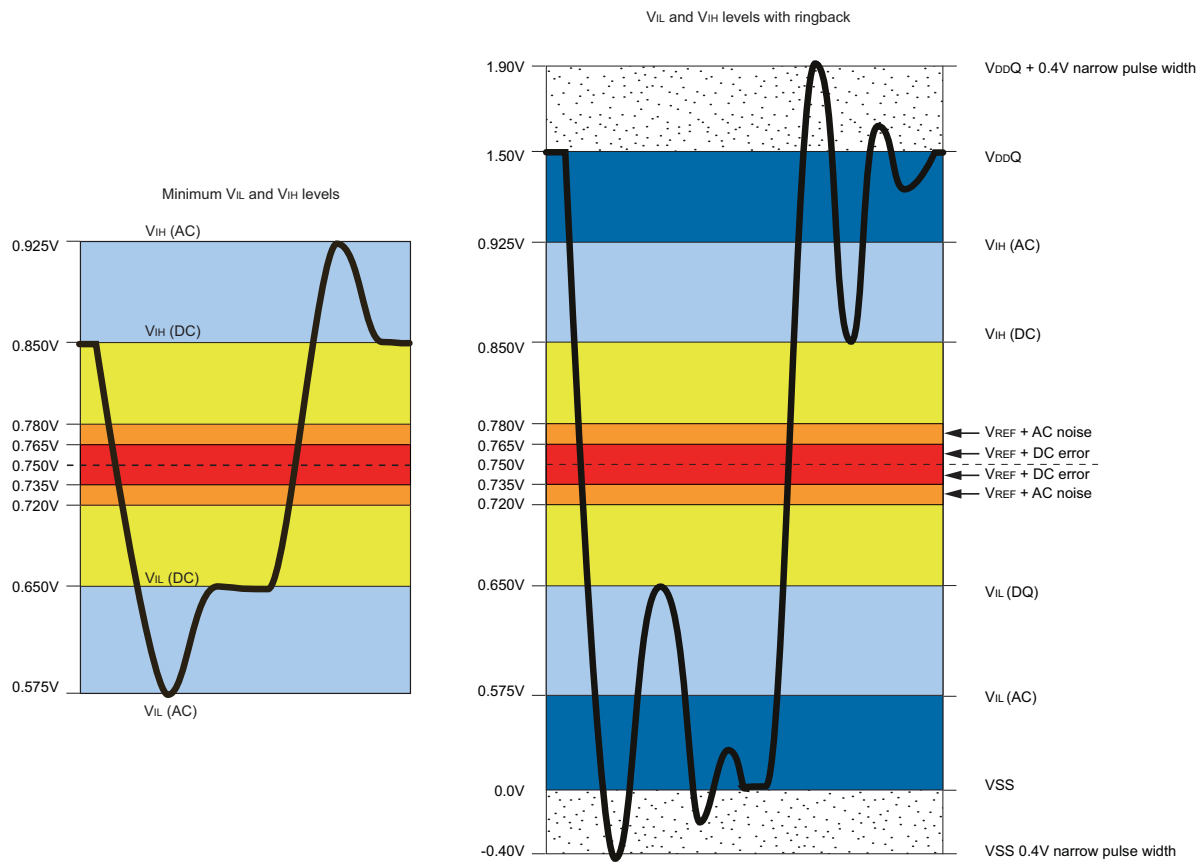 VIL and VIH levels with ringback
Minimum VIL and VIH levels
VIH (AC)
0.925V
VIH (DC)
0.850V
0.780V
0.765V
0.750V
0.735V
0.720V
VIL (DC)
0.650V
0.575V
VIL (AC)
1.90V
VDDQ + 0.4V narrow pulse width
1.50V
VDDQ
0.925V
VIH (AC)
0.850V
VIH (DC)
0.780V
VREF + AC noise
0.765V
VREF + DC error
0.750V
0.735V
VREF + DC error
0.720V
VREF + AC noise
0.650V
VIL (DQ)
0.575V
VIL (AC)
0.0V
VSS
-0.40V
VSS 0.4V narrow pulse width